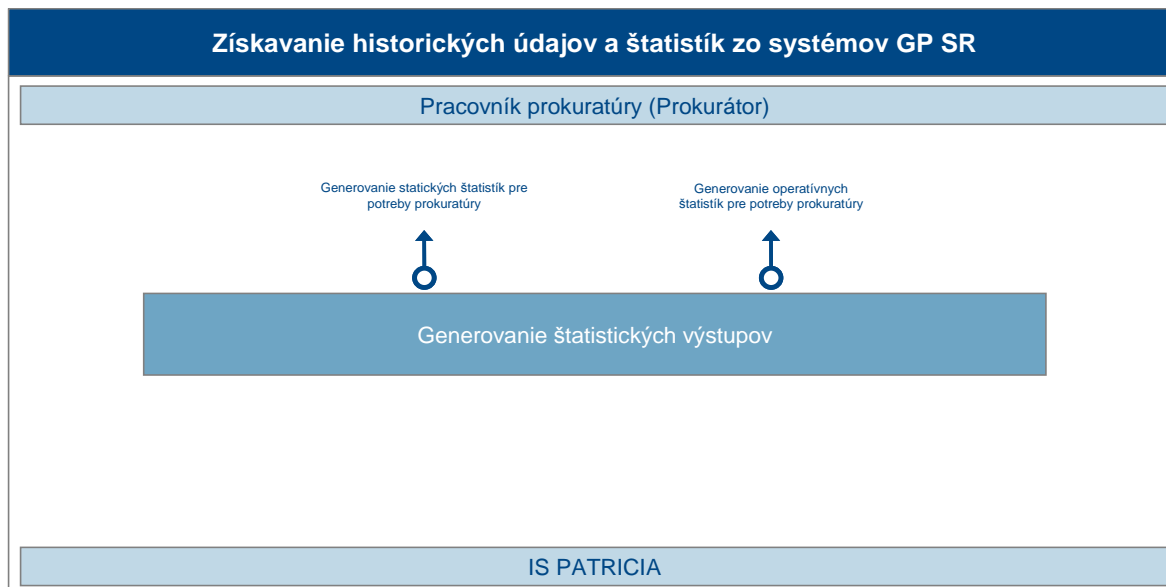 Získavanie historických údajov a štatistík zo systémov GP SR
Pracovník prokuratúry (Prokurátor)
Generovanie statických štatistík pre
potreby prokuratúry
Generovanie operatívnych
štatistík pre potreby prokuratúry
Generovanie štatistických výstupov
IS PATRICIA